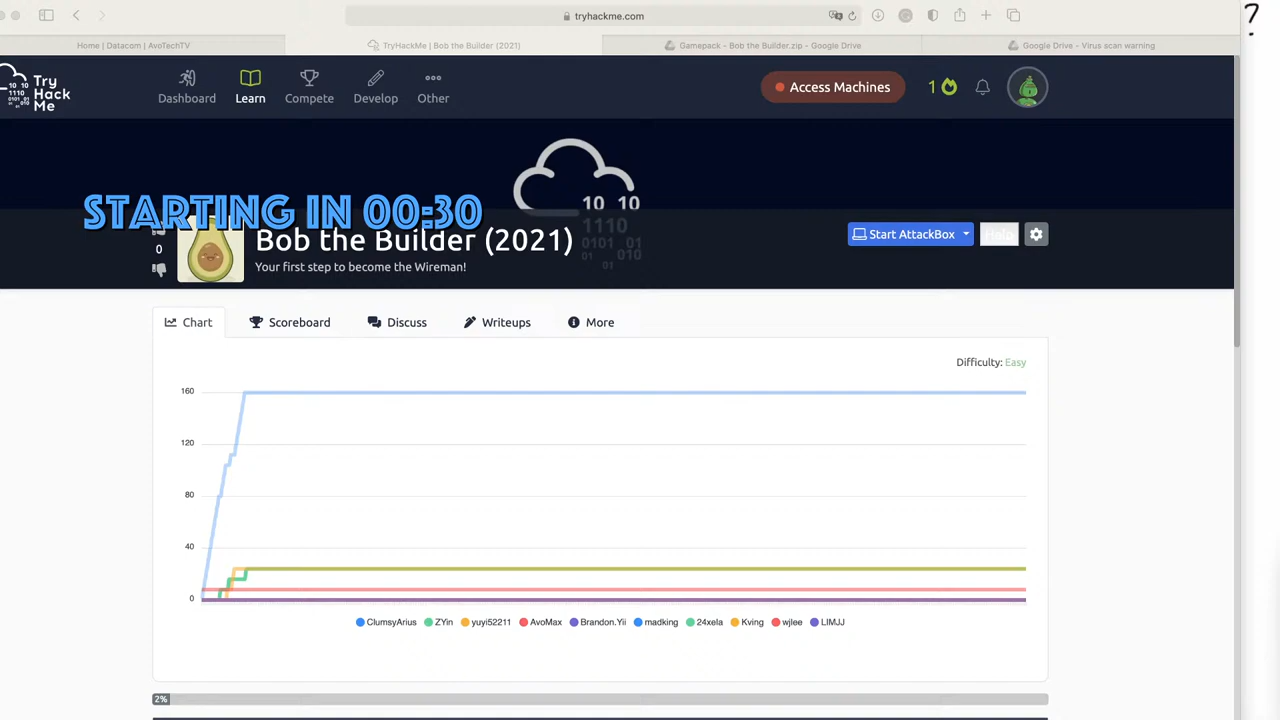 tryhackme.com
?
Home | Datacom | AvoTechTV
TryHackMe | Bob the Builder (2021)
Gamepack - Bob the Builder.zip - Google Drive
Google Drive - Virus scan warning
Try
Hack
Me
Dashboard
Learn
Compete
Develop
Other
Access Machines
1
STARTING IN 00:30
0
Bob the Builder (2021)
Your first step to become the Wireman!
Start AttackBox
Help
Chart
Scoreboard
Discuss
Writeups
More
Difficulty: Easy
160
120
80
40
0
ClumsyArius ZYin yuyi52211 AvoMax Brandon.Yii madking 24xela Kving wjlee LIMJJ
2%